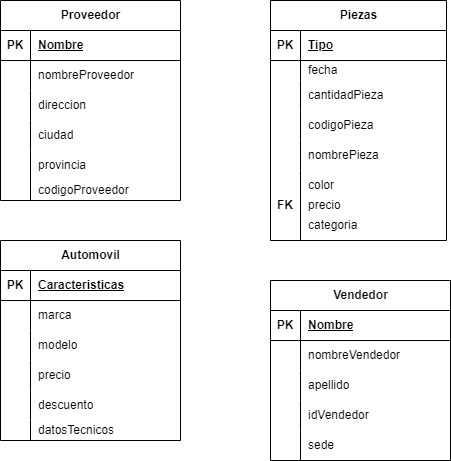 Proveedor
PK Nombre
nombreProveedor
direccion
ciudad
provincia
codigoProveedor
Piezas
PK Tipo
fecha
cantidadPieza
codigoPieza
nombrePieza
color
FK precio
categoria
Automovil
PK Caracteristicas
marca
modelo
precio
descuento
datosTecnicos
Vendedor
PK Nombre
nombreVendedor
apellido
idVendedor
sede